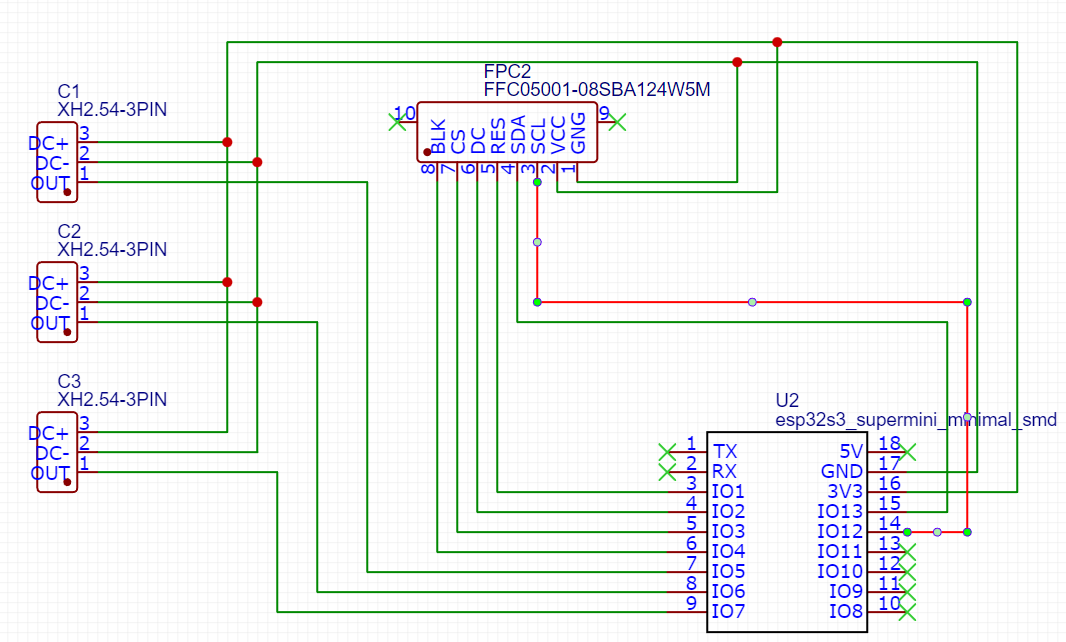 C1
XH2.54-3PIN
DC+ 3
DC- 2
OUT 1
C2
XH2.54-3PIN
DC+ 3
DC- 2
OUT 1
C3
XH2.54-3PIN
DC+ 3
DC- 2
OUT 1
FPC2
FFC05001-08SBA124W5M
10 9
BLK CS DC RES SDA SCL VCC GNG
8 7 6 5 4 3 2 1
U2
esp32s3_supermini_minimal_smd
1 TX 5V 18
2 RX GND 17
3 IO1 3V3 16
4 IO2 IO13 15
5 IO3 IO12 14
6 IO4 IO11 13
7 IO5 IO10 12
8 IO6 IO9 11
9 IO7 IO8 10